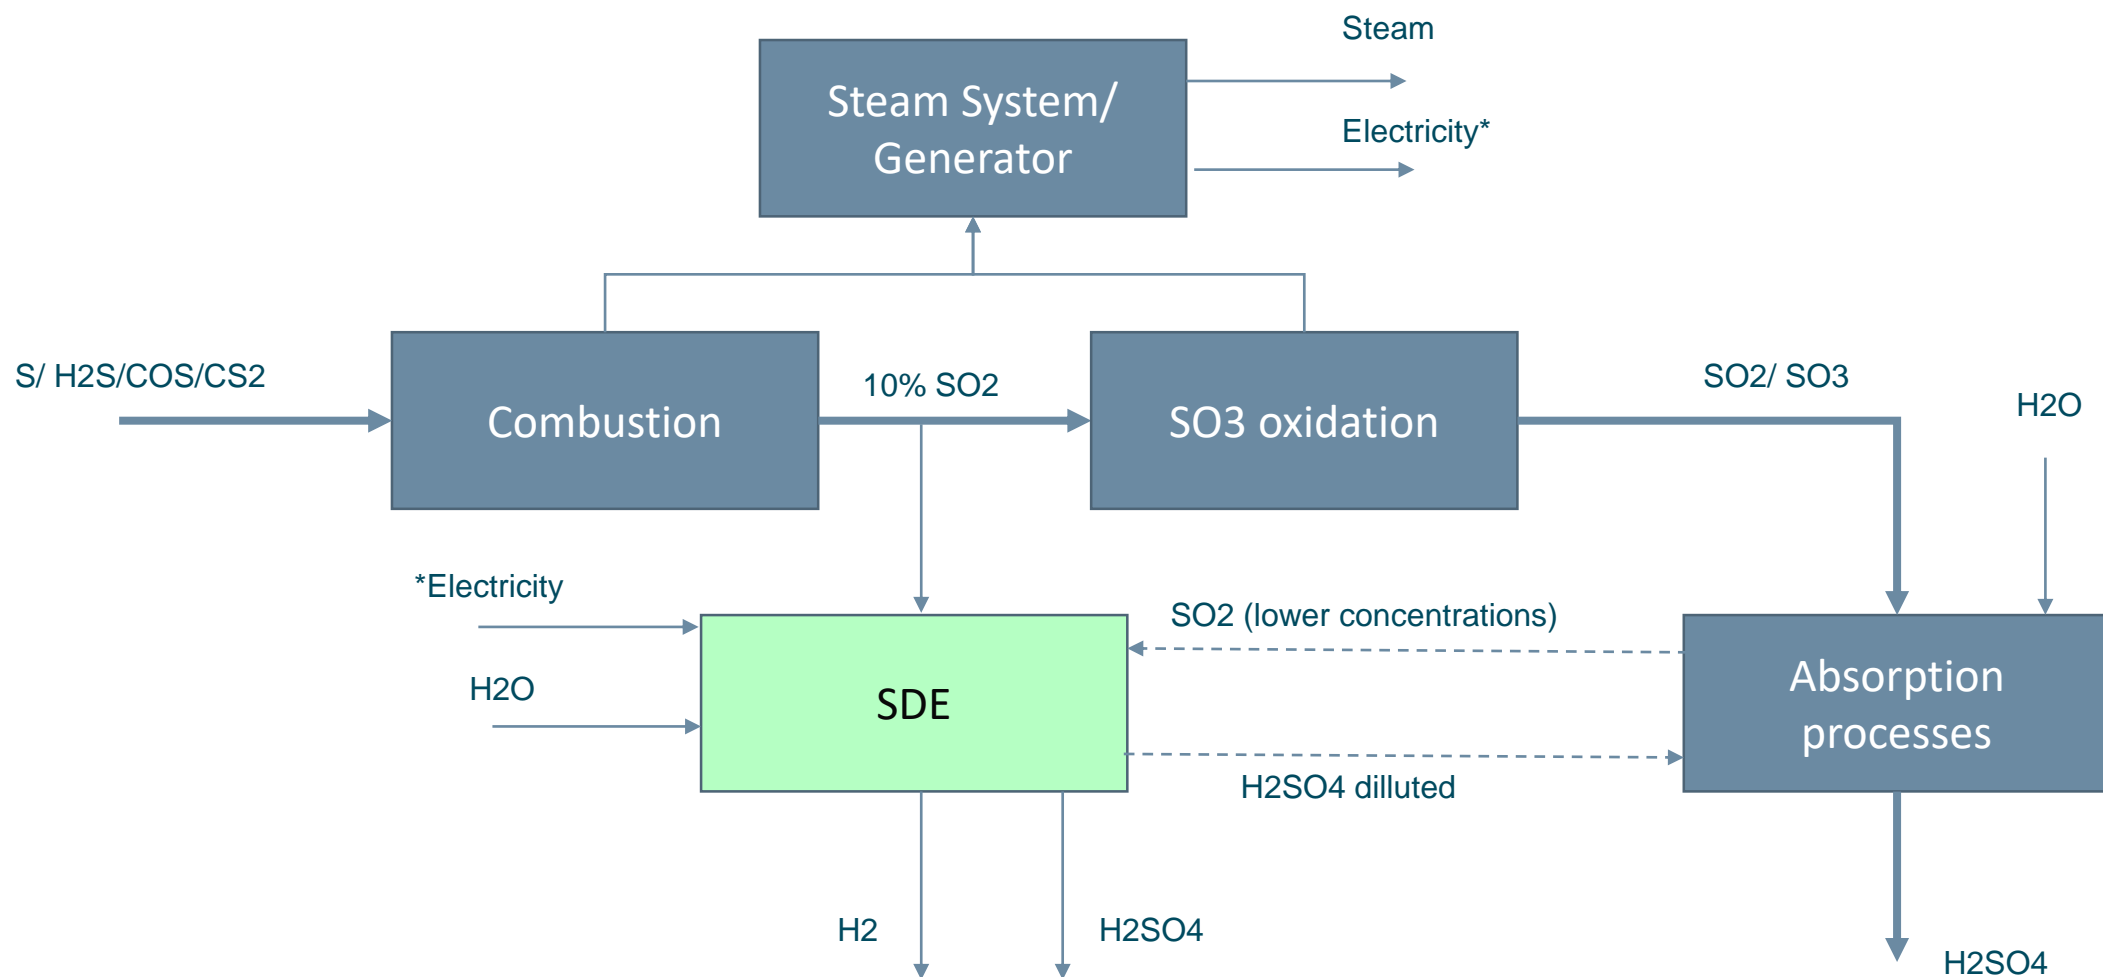 Steam
Steam System/
Generator
Electricity*
S/ H2S/COS/CS2
Combustion
10% SO2
SO3 oxidation
SO2/ SO3
H2O
*Electricity
H2O
SDE
SO2 (lower concentrations)
H2SO4 dilluted
Absorption
processes
H2
H2SO4
H2SO4